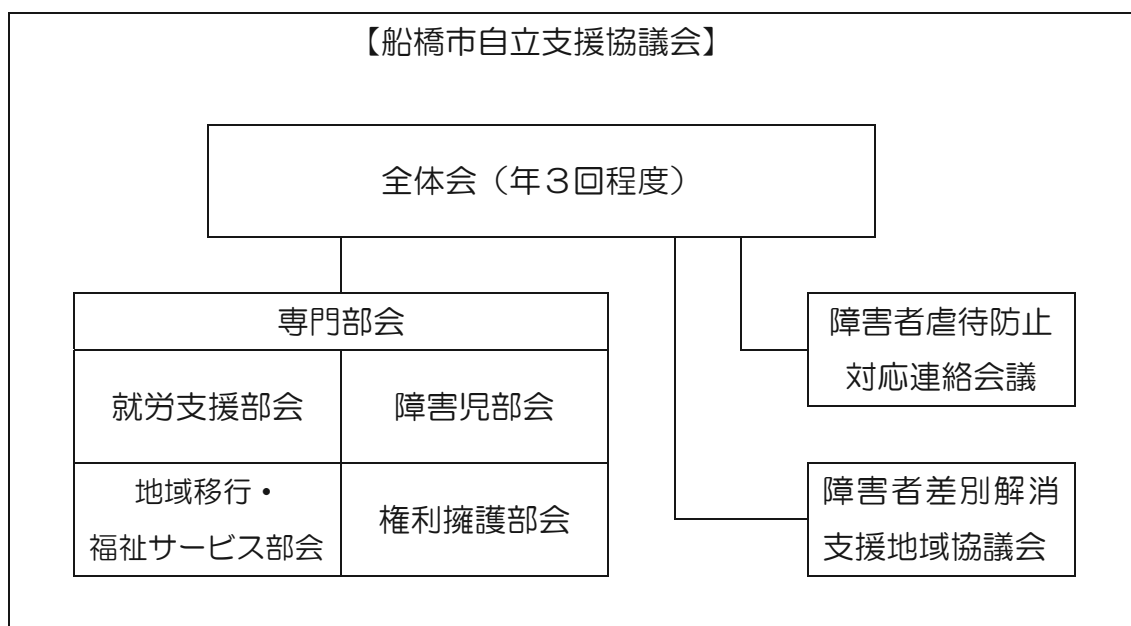 【船橋市自立支援協議会】
全体会（年３回程度）
専門部会
就労支援部会
障害児部会
地域移行・
福祉サービス部会
権利擁護部会
障害者虐待防止
対応連絡会議
障害者差別解消
支援地域協議会